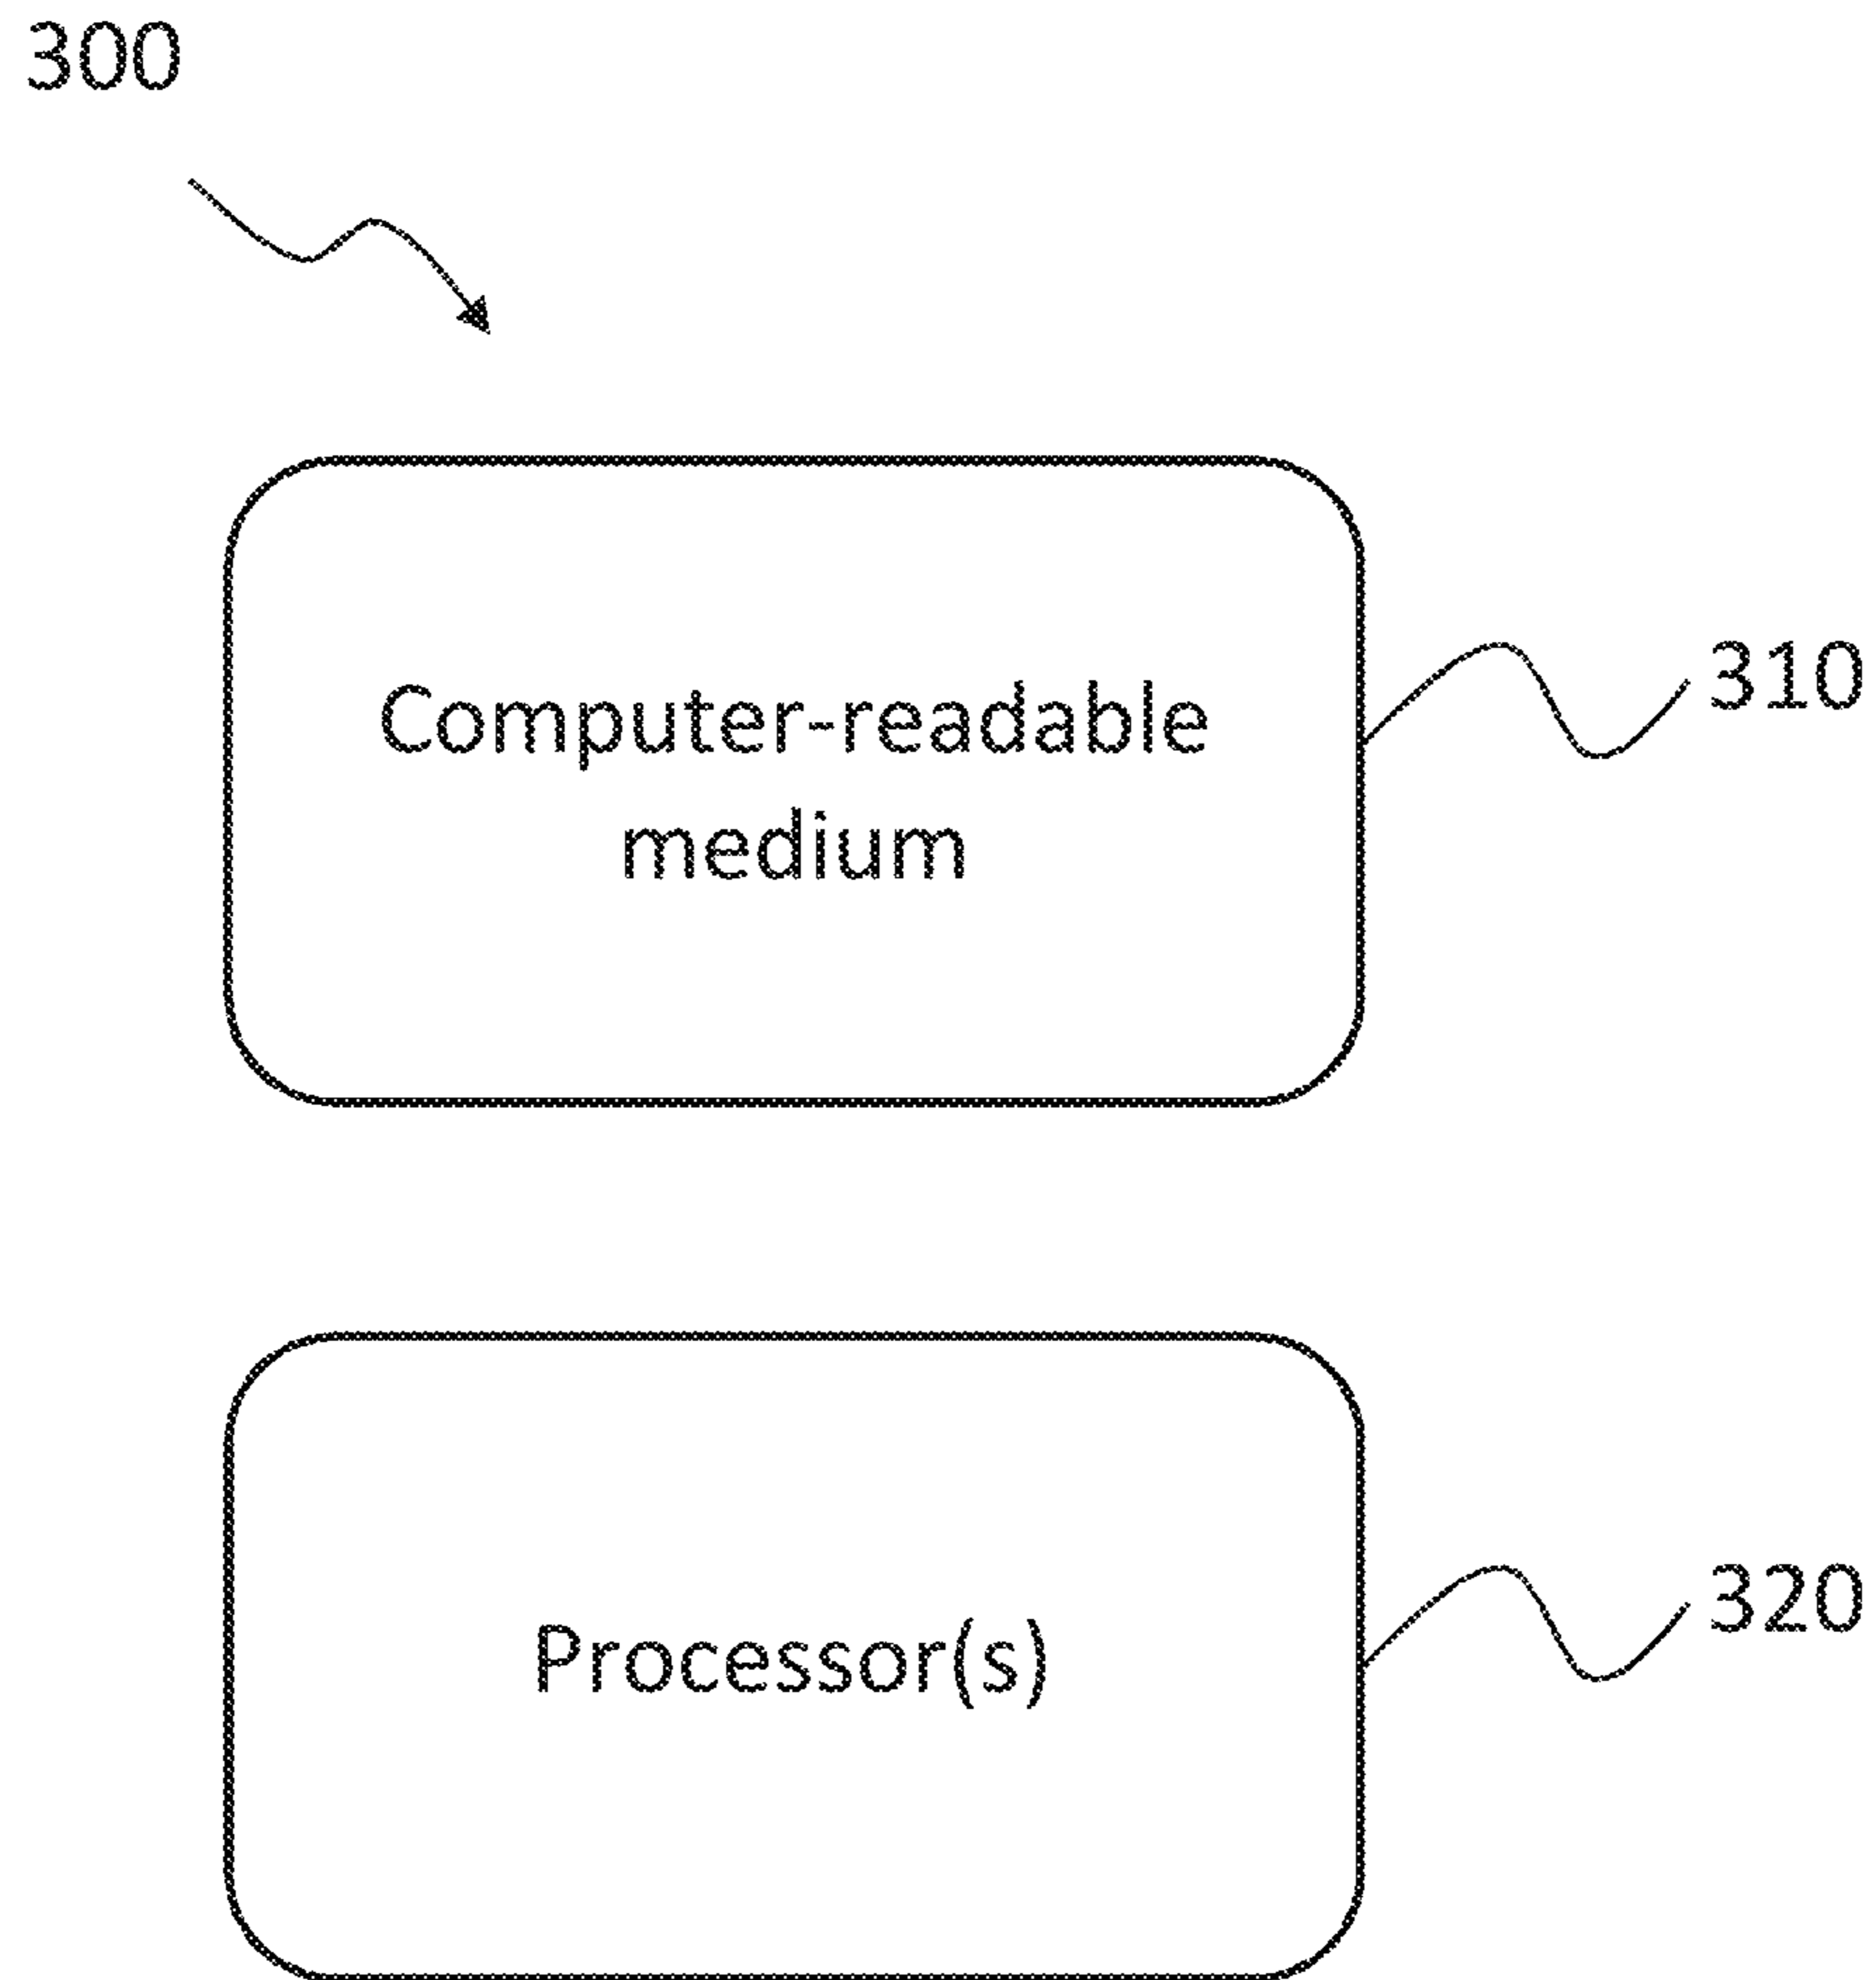 300
Computer-readable
medium
310
Processor(s)
320